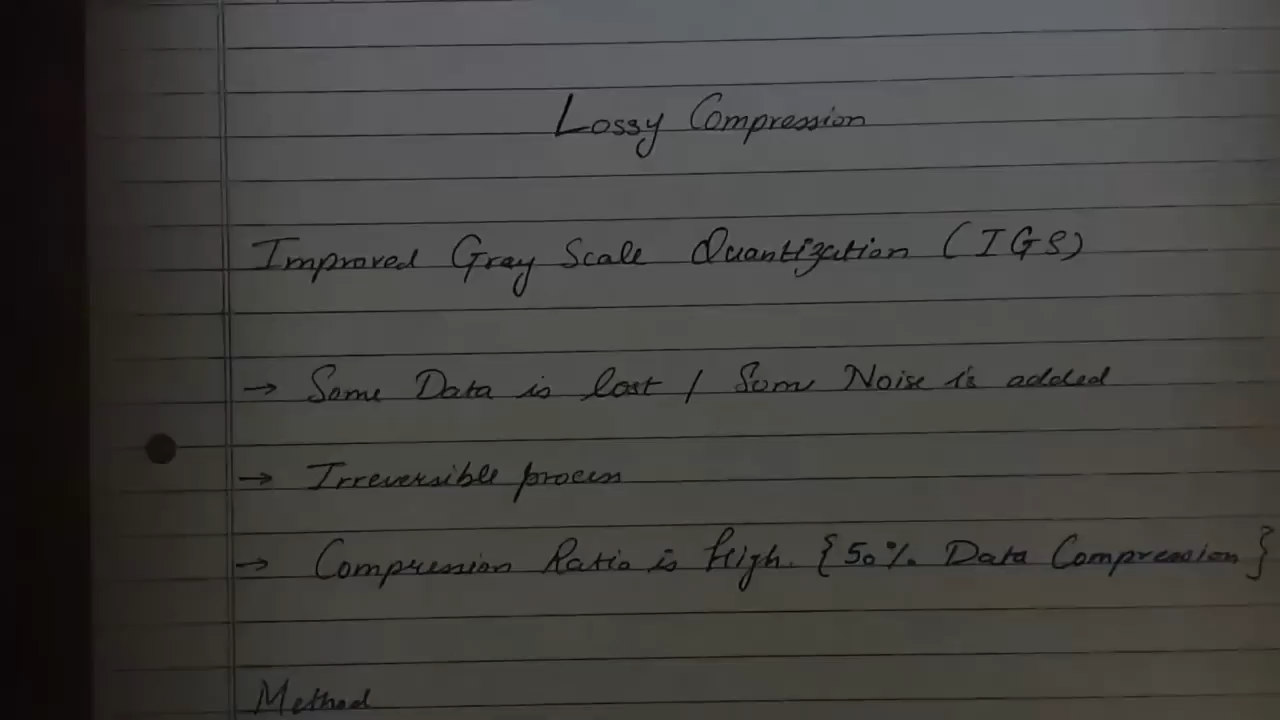 Lossy Compression
Improved Gray Scale Quantization (IGS)
→ Some Data is lost / Some Noise is added
→ Irreversible process
→ Compression Ratio is high. {50% Data Compression}
Method